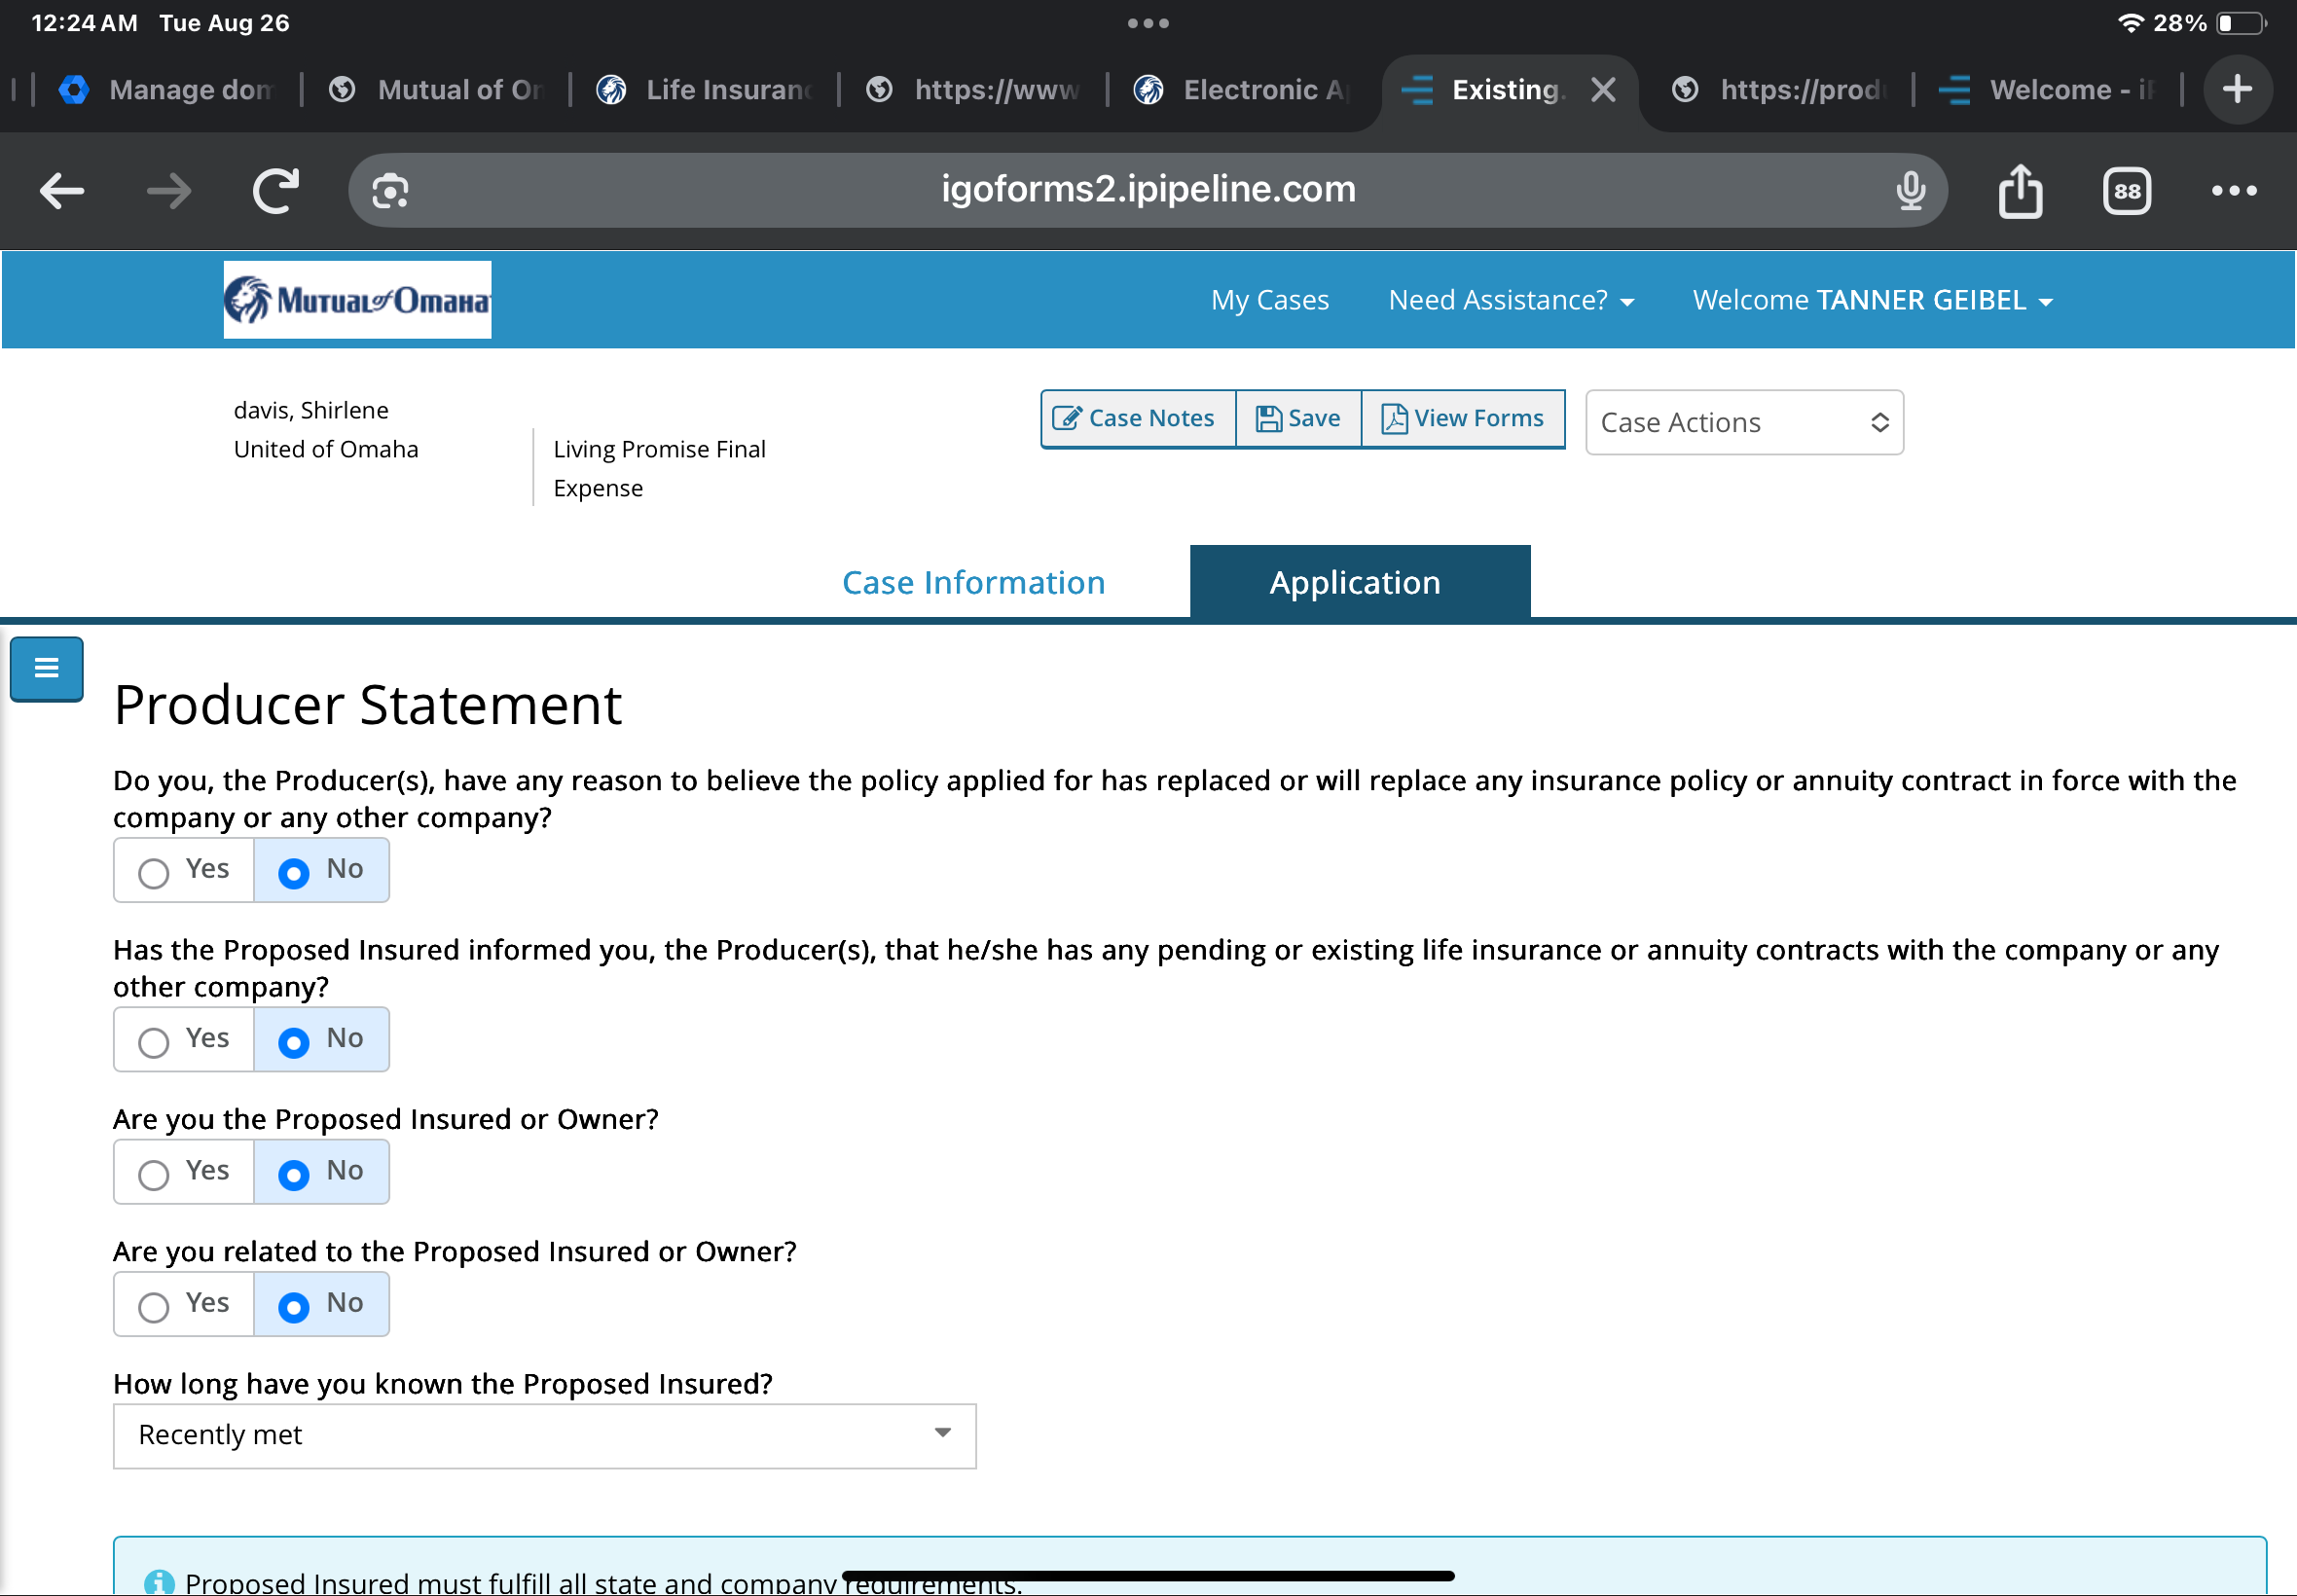 12:24 AM Tue Aug 26
28%
Manage dom
Mutual of Om
Life Insuranc
https://www
Electronic Ap
Existing.
https://prod
Welcome - iP
igoforms2.ipipeline.com
88
Mutual of Omaha
My Cases
Need Assistance?
Welcome TANNER GEIBEL
davis, Shirlene
United of Omaha
Living Promise Final
Expense
Case Notes
Save
View Forms
Case Actions
Case Information
Application
Producer Statement
Do you, the Producer(s), have any reason to believe the policy applied for has replaced or will replace any insurance policy or annuity contract in force with the
company or any other company?
Yes No
Has the Proposed Insured informed you, the Producer(s), that he/she has any pending or existing life insurance or annuity contracts with the company or any
other company?
Yes No
Are you the Proposed Insured or Owner?
Yes No
Are you related to the Proposed Insured or Owner?
Yes No
How long have you known the Proposed Insured?
Recently met
Proposed Insured must fulfill all state and company requirements.